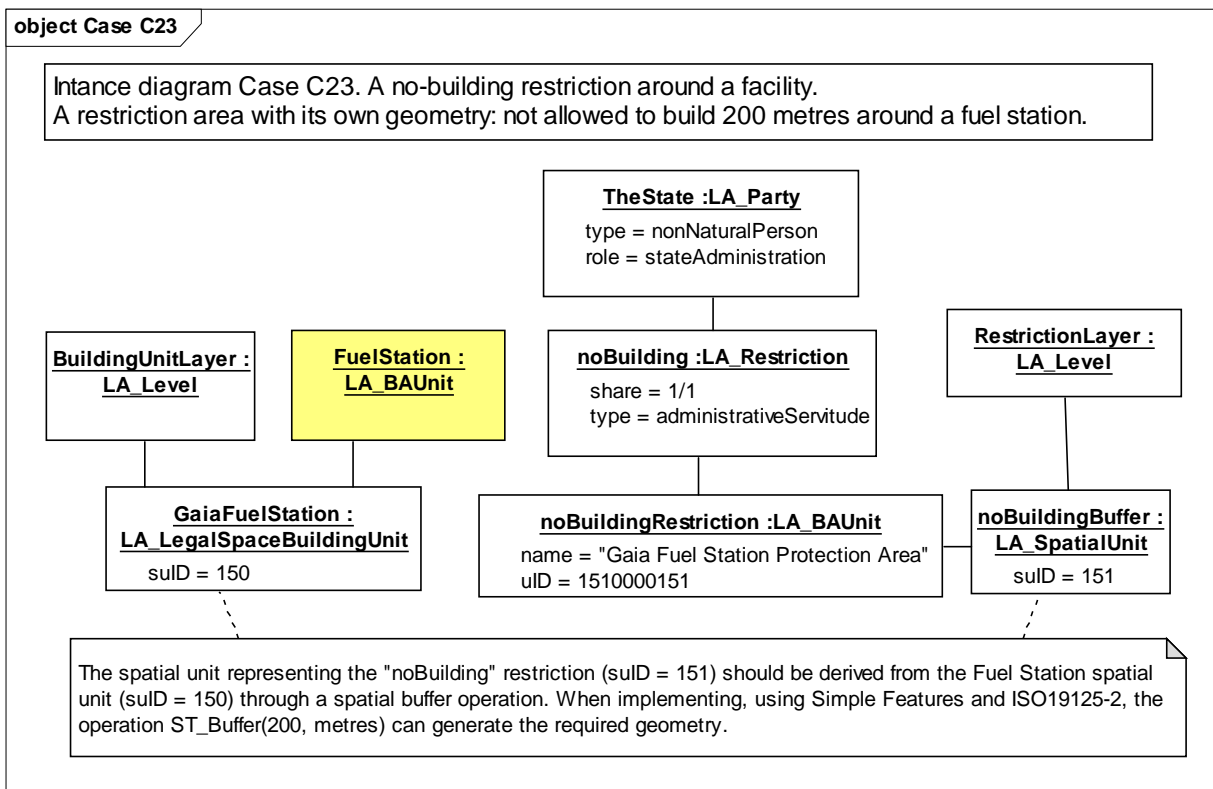 object Case C23
Intance diagram Case C23. A no-building restriction around a facility.
A restriction area with its own geometry: not allowed to build 200 metres around a fuel station.
TheState :LA_Party
type = nonNaturalPerson
role = stateAdministration
BuildingUnitLayer :
LA_Level
FuelStation :
LA_BAUnit
noBuilding :LA_Restriction
share = 1/1
type = administrativeServitude
RestrictionLayer :
LA_Level
GaiaFuelStation :
LA_LegalSpaceBuildingUnit
suID = 150
noBuildingRestriction :LA_BAUnit
name = "Gaia Fuel Station Protection Area"
uID = 1510000151
noBuildingBuffer :
LA_SpatialUnit
suID = 151
The spatial unit representing the "noBuilding" restriction (suID = 151) should be derived from the Fuel Station spatial
unit (suID = 150) through a spatial buffer operation. When implementing, using Simple Features and ISO19125-2, the
operation ST_Buffer(200, metres) can generate the required geometry.